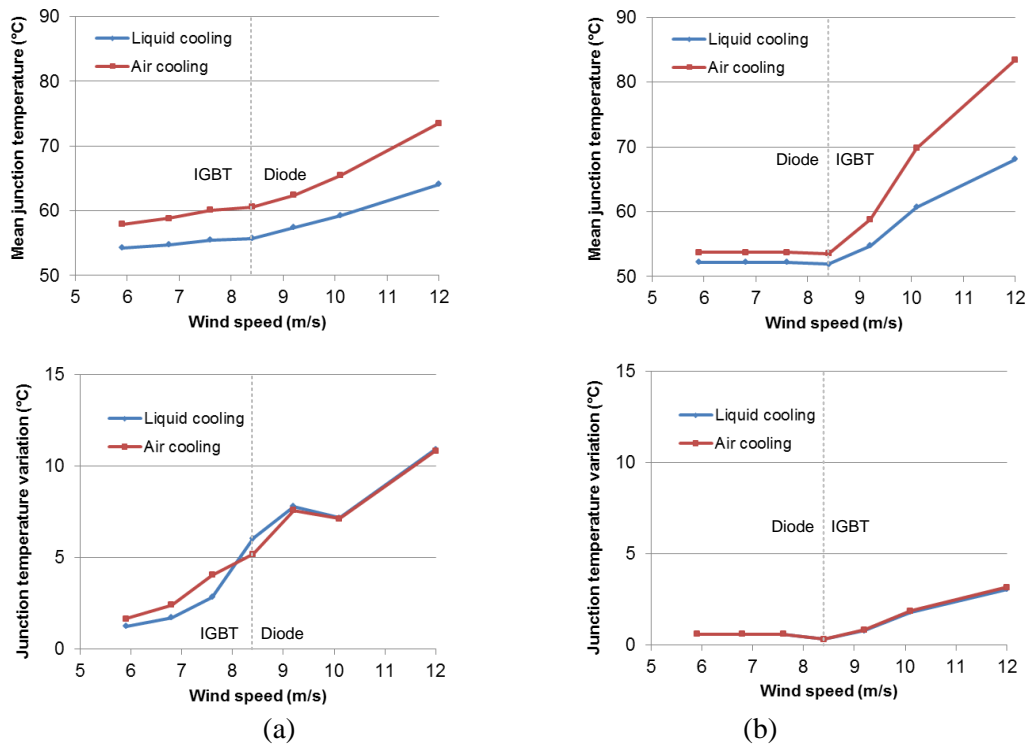 Mean junction temperature (°C)
90
80
70
60
50
Liquid cooling
Air cooling
IGBT
Diode
5 6 7 8 9 10 11 12
Wind speed (m/s)
Mean junction temperature (°C)
90
80
70
60
50
Liquid cooling
Air cooling
Diode
IGBT
5 6 7 8 9 10 11 12
Wind speed (m/s)
Junction temperature variation (°C)
15
10
5
0
Liquid cooling
Air cooling
IGBT
Diode
5 6 7 8 9 10 11 12
Wind speed (m/s)
(a)
Junction temperature variation (°C)
15
10
5
0
Liquid cooling
Air cooling
Diode
IGBT
5 6 7 8 9 10 11 12
Wind speed (m/s)
(b)